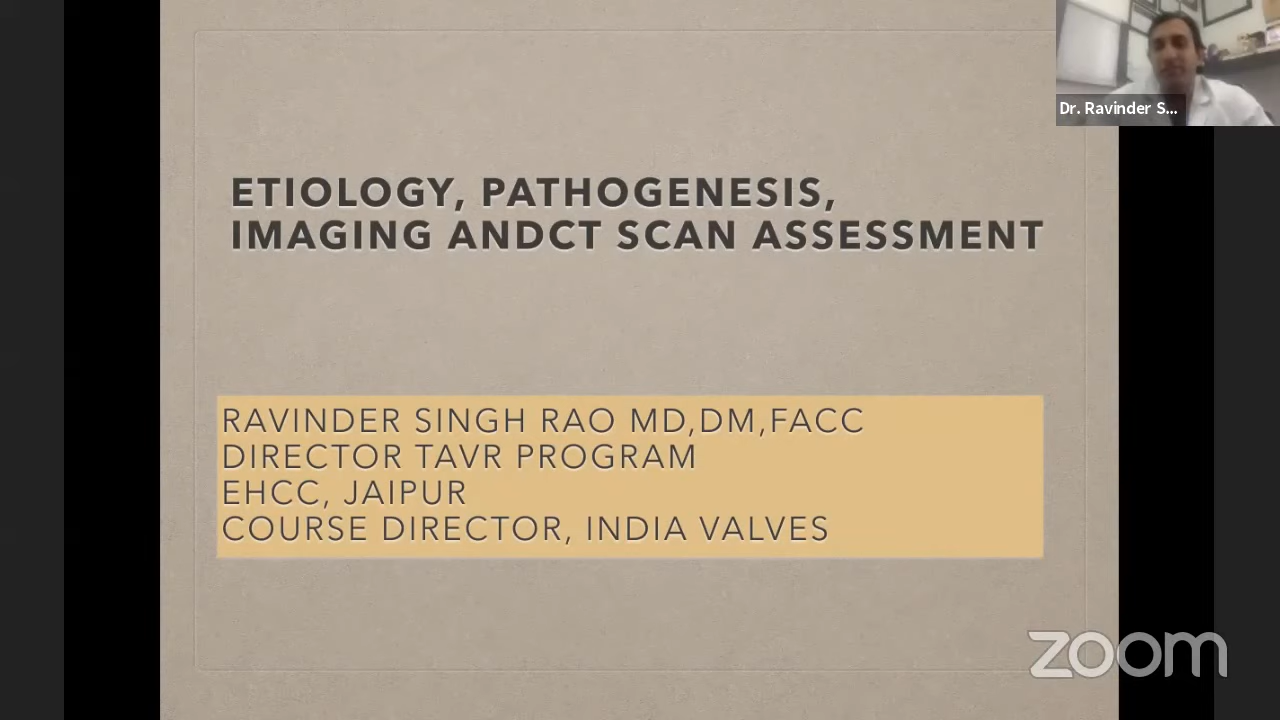 Dr. Ravinder S...
ETIOLOGY, PATHOGENESIS,
IMAGING ANDCT SCAN ASSESSMENT
RAVINDER SINGH RAO MD,DM,FACC
DIRECTOR TAVR PROGRAM
EHCC, JAIPUR
COURSE DIRECTOR, INDIA VALVES
zoom